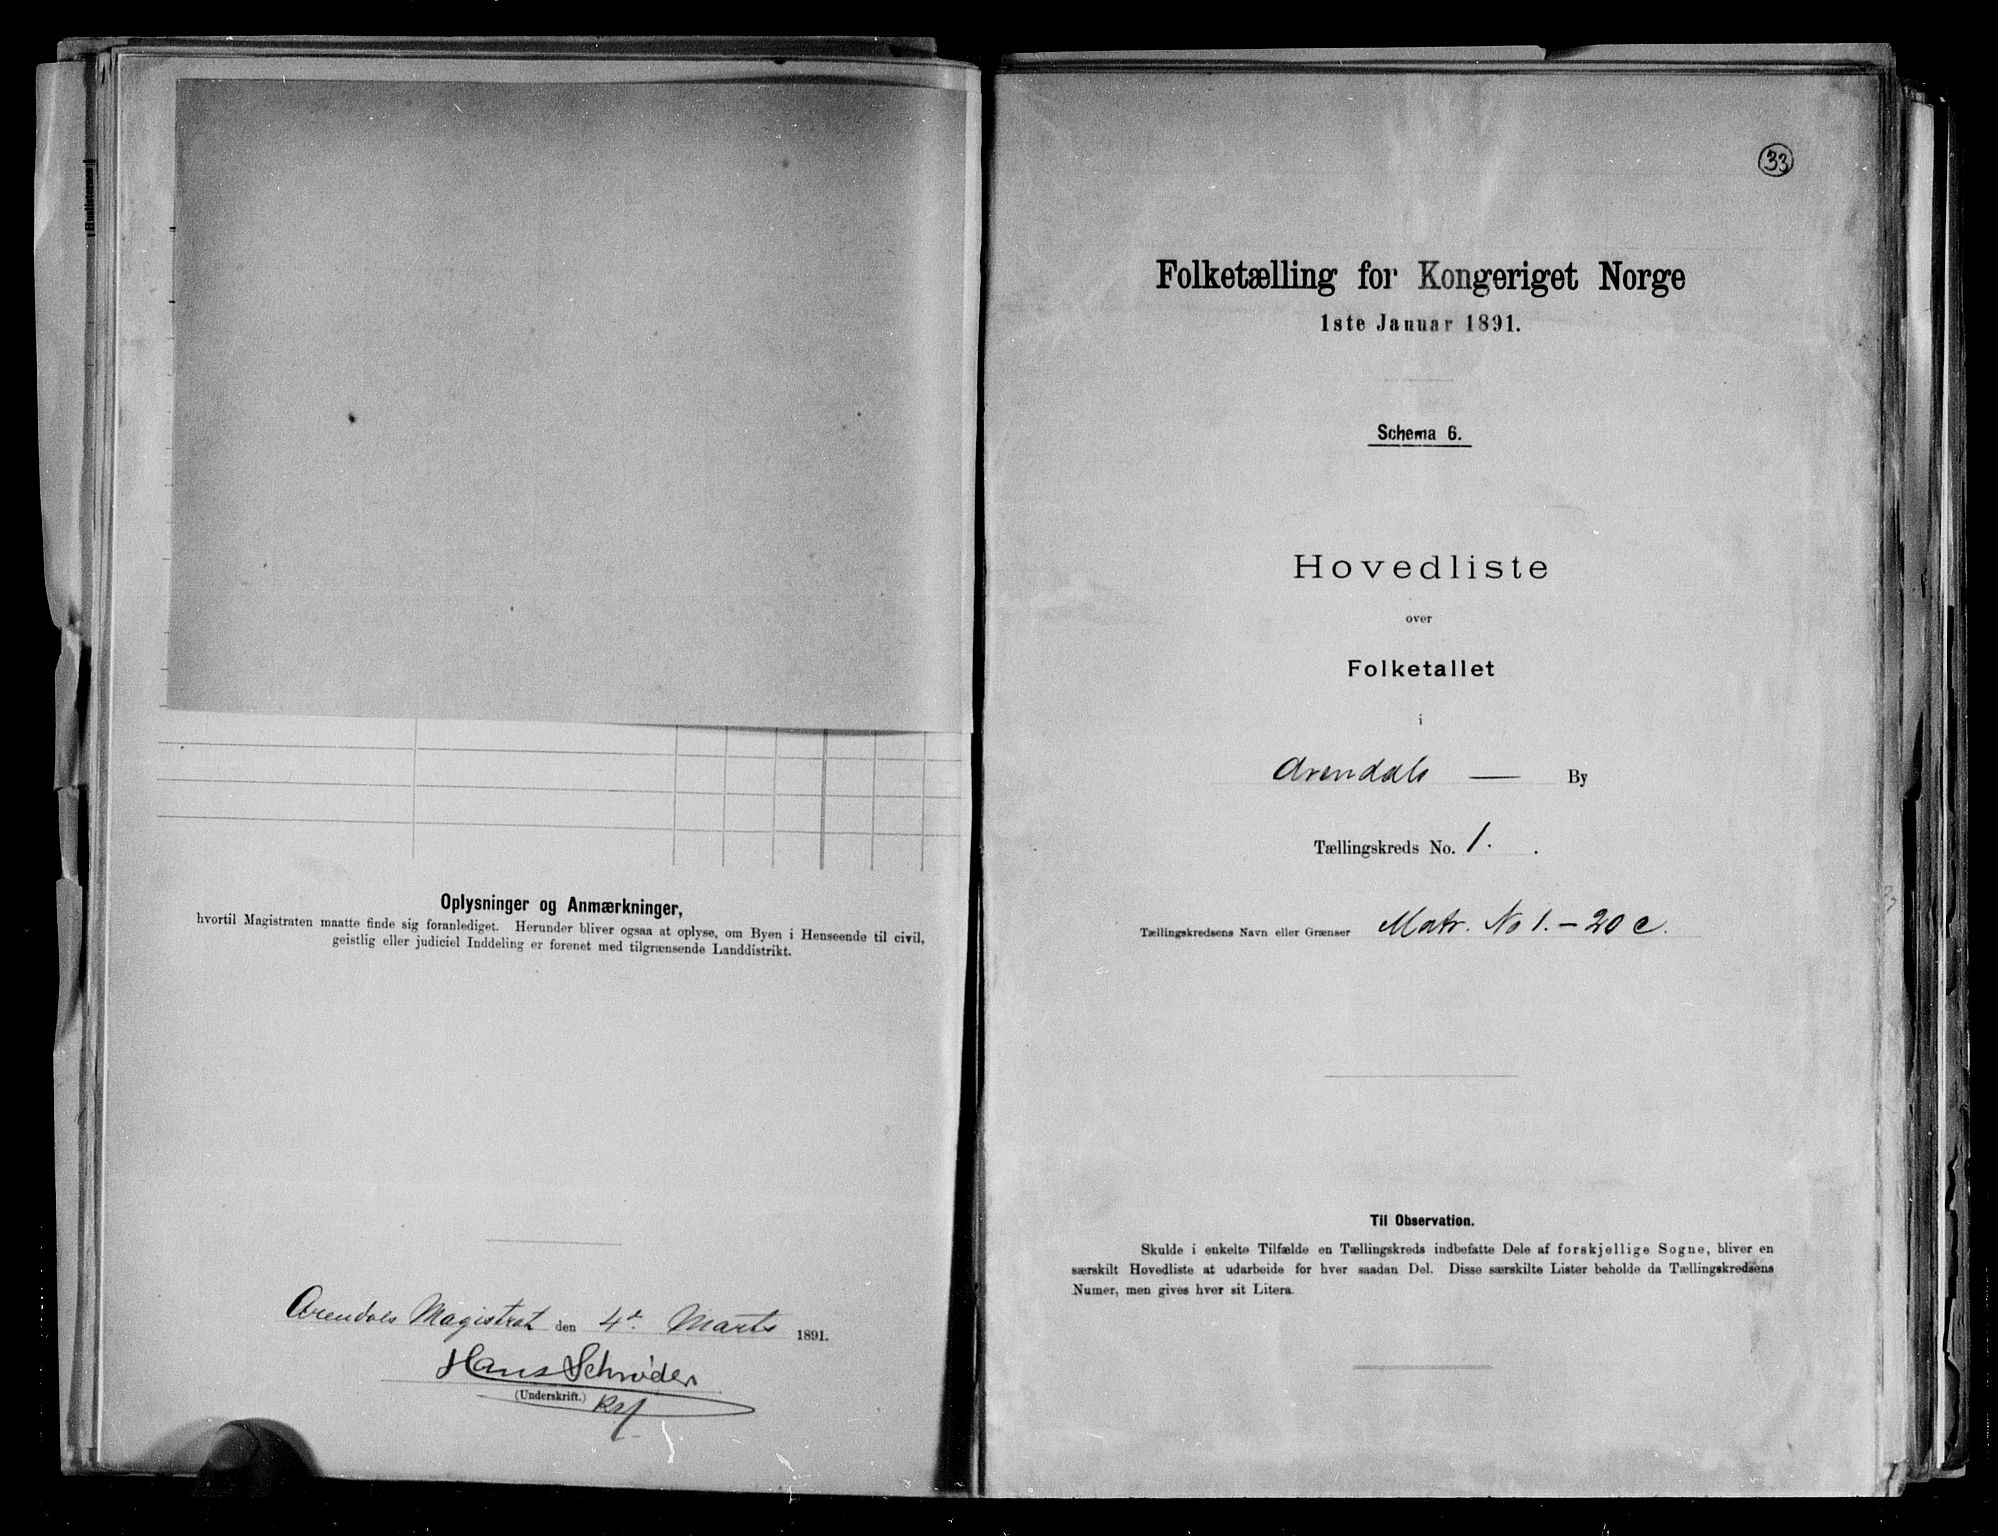 Huslisternes
Oplysninger og Anmærkninger,
hvortil Magistraten maatte finde sig foranlediget. Herunder bliver ogsaa at oplyse, om Byen i Henseende til civil,
geistlig eller judiciel Inddeling er forenet med tilgrænsende Landdistrikt.
Arendals Magistrat den 4de Marts 1891.
Hans Schrøder
(Underskrift.)
33
Folketælling for Kongeriget Norge
1ste Januar 1891.
Schema 6.
Hovedliste
over
Folketallet
i
Arendals — By
Tællingskreds No. 1.
Tællingskredsens Navn eller Grænser Matr. No 1. – 20 c.
Til Observation.
Skulde i enkelte Tilfælde en Tællingskreds indbefatte Dele af forskjellige Sogne, bliver en
særskilt Hovedliste at udarbeide for hver saadan Del. Disse særskilte Lister beholde da Tællingskredsens
Numer, men gives hver sit Litera.